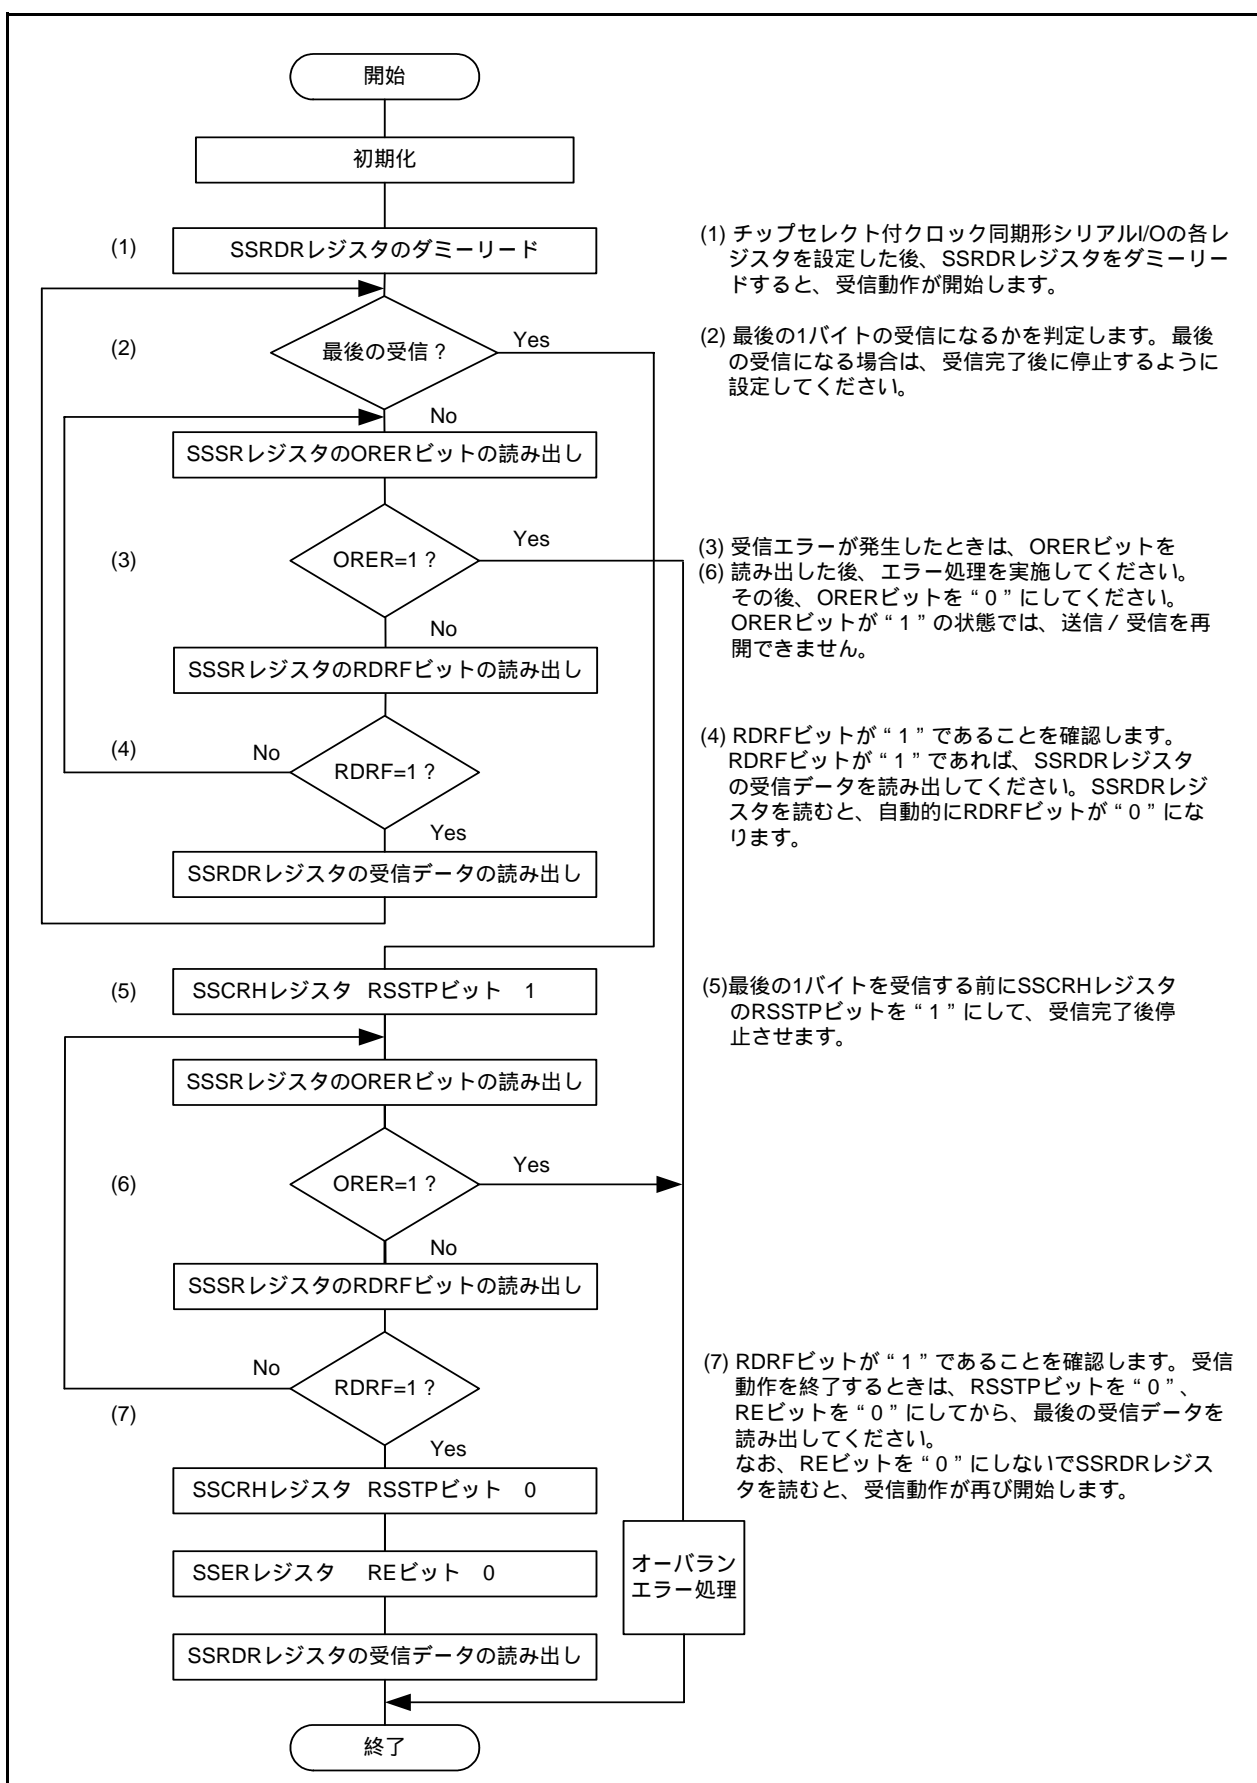 開始
初期化
(1)
SSRDRレジスタのダミーリード
(1) チップセレクト付クロック同期形シリアルI/Oの各レ
ジスタを設定した後、SSRDRレジスタをダミーリー
ドすると、受信動作が開始します。
(2)
最後の受信？
Yes
No
(2) 最後の1バイトの受信になるかを判定します。最後
の受信になる場合は、受信完了後に停止するように
設定してください。
SSSRレジスタのORERビットの読み出し
(3)
ORER=1？
Yes
No
(3) 受信エラーが発生したときは、ORERビットを
(6) 読み出した後、エラー処理を実施してください。
その後、ORERビットを“0”にしてください。
ORERビットが“1”の状態では、送信／受信を再
開できません。
SSSRレジスタのRDRFビットの読み出し
(4)
No
RDRF=1？
Yes
(4) RDRFビットが“1”であることを確認します。
RDRFビットが“1”であれば、SSRDRレジスタ
の受信データを読み出してください。SSRDRレジ
スタを読むと、自動的にRDRFビットが“0”にな
ります。
SSRDRレジスタの受信データの読み出し
(5)
SSCRHレジスタ RSSTPビット 1
(5)最後の1バイトを受信する前にSSCRHレジスタ
のRSSTPビットを“1”にして、受信完了後停
止させます。
SSSRレジスタのORERビットの読み出し
(6)
ORER=1？
Yes
No
SSSRレジスタのRDRFビットの読み出し
No
RDRF=1？
(7)
Yes
(7) RDRFビットが“1”であることを確認します。受信
動作を終了するときは、RSSTPビットを“0”、
REビットを“0”にしてから、最後の受信データを
読み出してください。
なお、REビットを“0”にしないでSSRDRレジス
タを読むと、受信動作が再び開始します。
SSCRHレジスタ RSSTPビット 0
SSERレジスタ REビット 0
オーバラン
エラー処理
SSRDRレジスタの受信データの読み出し
終了